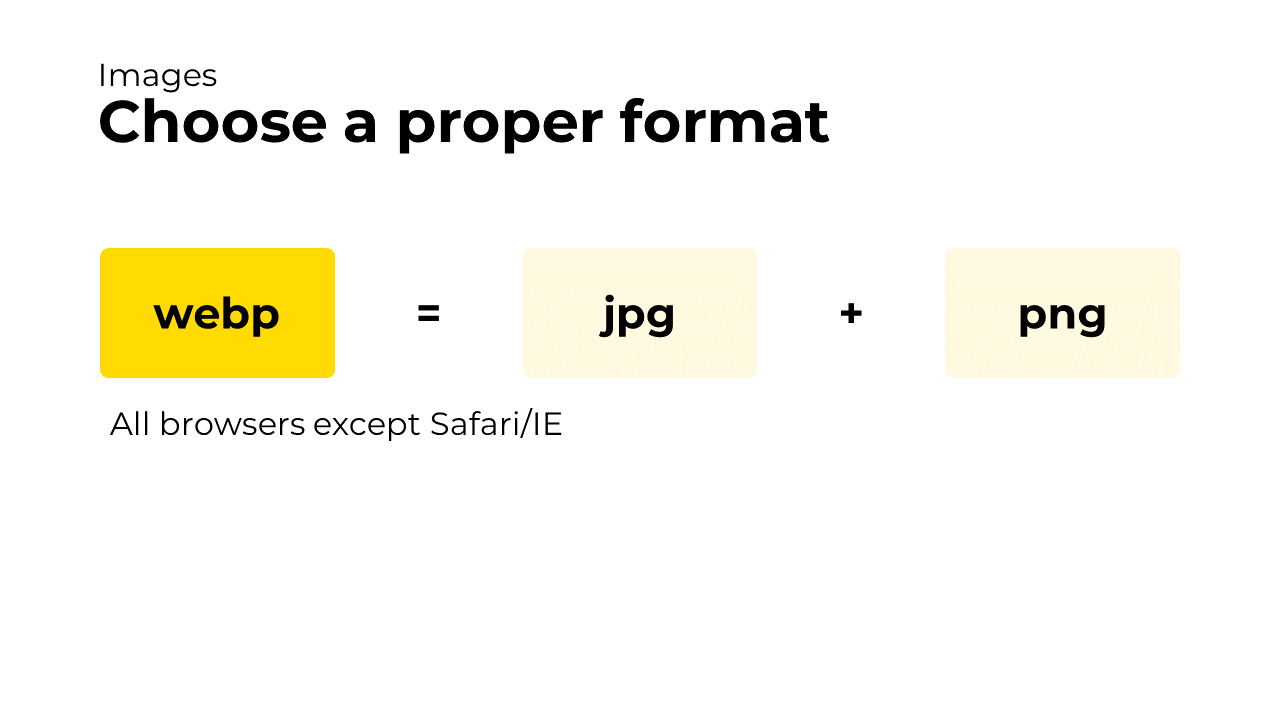 Images
Choose a proper format
webp = jpg + png
All browsers except Safari/IE